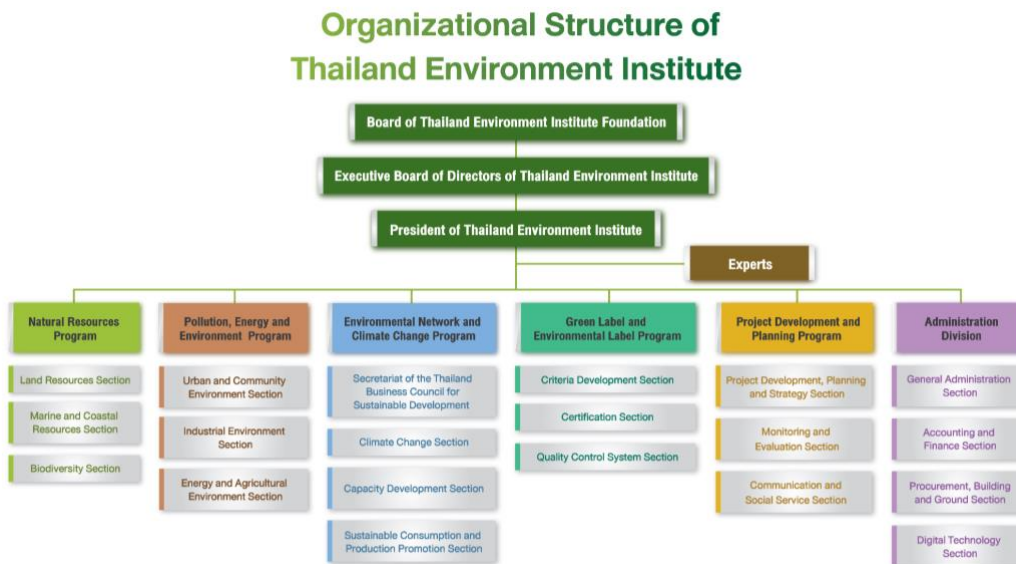 Organizational Structure of
Thailand Environment Institute
Board of Thailand Environment Institute Foundation
Executive Board of Directors of Thailand Environment Institute
President of Thailand Environment Institute
Experts
Natural Resources
Program
Land Resources Section
Marine and Coastal
Resources Section
Biodiversity Section
Pollution, Energy and
Environment Program
Urban and Community
Environment Section
Industrial Environment
Section
Energy and Agricultural
Environment Section
Environmental Network and
Climate Change Program
Secretariat of the Thailand
Business Council for
Sustainable Development
Climate Change Section
Capacity Development Section
Sustainable Consumption and
Production Promotion Section
Green Label and
Environmental Label Program
Criteria Development Section
Certification Section
Quality Control System Section
Project Development and
Planning Program
Project Development, Planning
and Strategy Section
Monitoring and
Evaluation Section
Communication and
Social Service Section
Administration
Division
General Administration
Section
Accounting and
Finance Section
Procurement, Building
and Ground Section
Digital Technology
Section